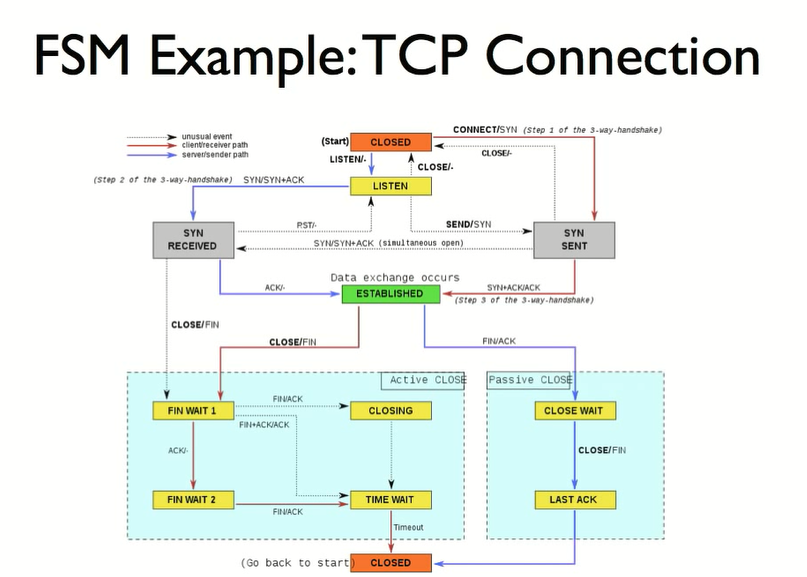 FSM Example: TCP Connection
unusual event
client/receiver path
server/sender path
(Start)
CLOSED
CONNECT/SYN (Step 1 of the 3-way-handshake)
LISTEN/-
CLOSE/-
CLOSE/-
(Step 2 of the 3-way-handshake)
SYN/SYN+ACK
LISTEN
SYN
RECEIVED
RST/-
SEND/SYN
SYN
SENT
SYN/SYN+ACK (simultaneous open)
Data exchange occurs
ACK/-
ESTABLISHED
SYN+ACK/ACK
(Step 3 of the 3-way-handshake)
CLOSE/FIN
CLOSE/FIN
FIN/ACK
Active CLOSE
Passive CLOSE
FIN WAIT 1
FIN/ACK
CLOSING
CLOSE WAIT
FIN+ACK/ACK
ACK/-
CLOSE/FIN
FIN WAIT 2
TIME WAIT
LAST ACK
FIN/ACK
Timeout
(Go back to start)
CLOSED